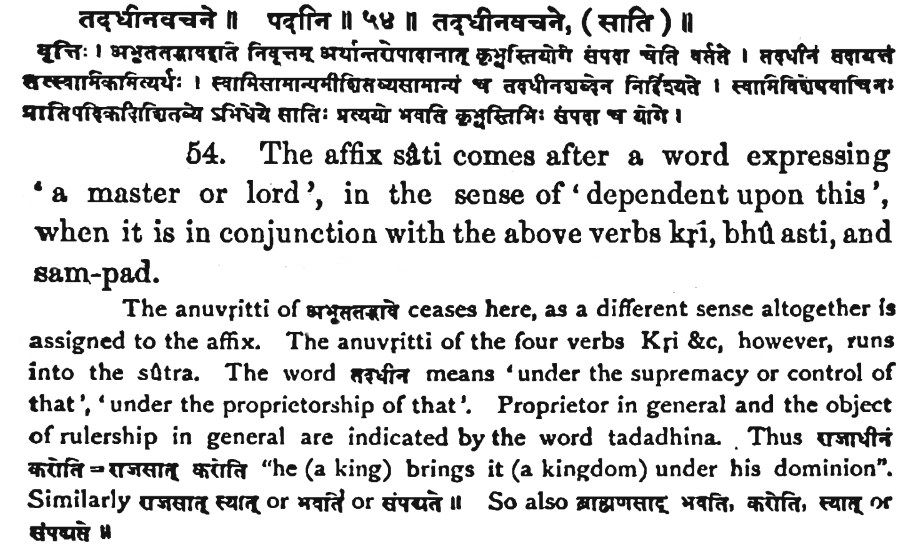 तदधीनवचने ॥ पदानि ॥ ५४ ॥ तदधीनवचने, ( साति ) ॥
वृत्तिः । अभूततद्भावइति निवृत्तम् अर्थान्तरोपादानात् कृभ्वस्तियोगे संपदा चेति वर्तते । तदधीनं तदायत्तं
तत्स्वामिकमित्यर्थः । स्वामिसामान्यमीशितव्यसामान्यं च तदधीनशब्देन निर्दिश्यते । स्वामिविशेषवाचिनः
प्रातिपदिकादीशितव्ये ऽभिधेये सातिः प्रत्ययो भवति कृभ्वस्तिभिः संपदा च योगे ।
54. The affix sâti comes after a word expressing
‘ a master or lord’, in the sense of ‘ dependent upon this ’,
when it is in conjunction with the above verbs kṛî, bhû asti, and
sam-pad.
The anuvṛitti of अभूततद्भावे ceases here, as a different sense altogether is
assigned to the affix. The anuvṛitti of the four verbs Kṛi &c, however, runs
into the sûtra. The word तदधीन means ‘under the supremacy or control of
that’, ‘under the proprietorship of that’. Proprietor in general and the object
of rulership in general are indicated by the word tadadhina. Thus राजाधीनं
करोति = राजसात् करोति “he (a king) brings it (a kingdom) under his dominion”.
Similarly राजसात् स्यात् or भवति or संपद्यते ॥ So also ब्राह्मणसाद् भवति, करोति, स्यात् or
संपद्यते ॥